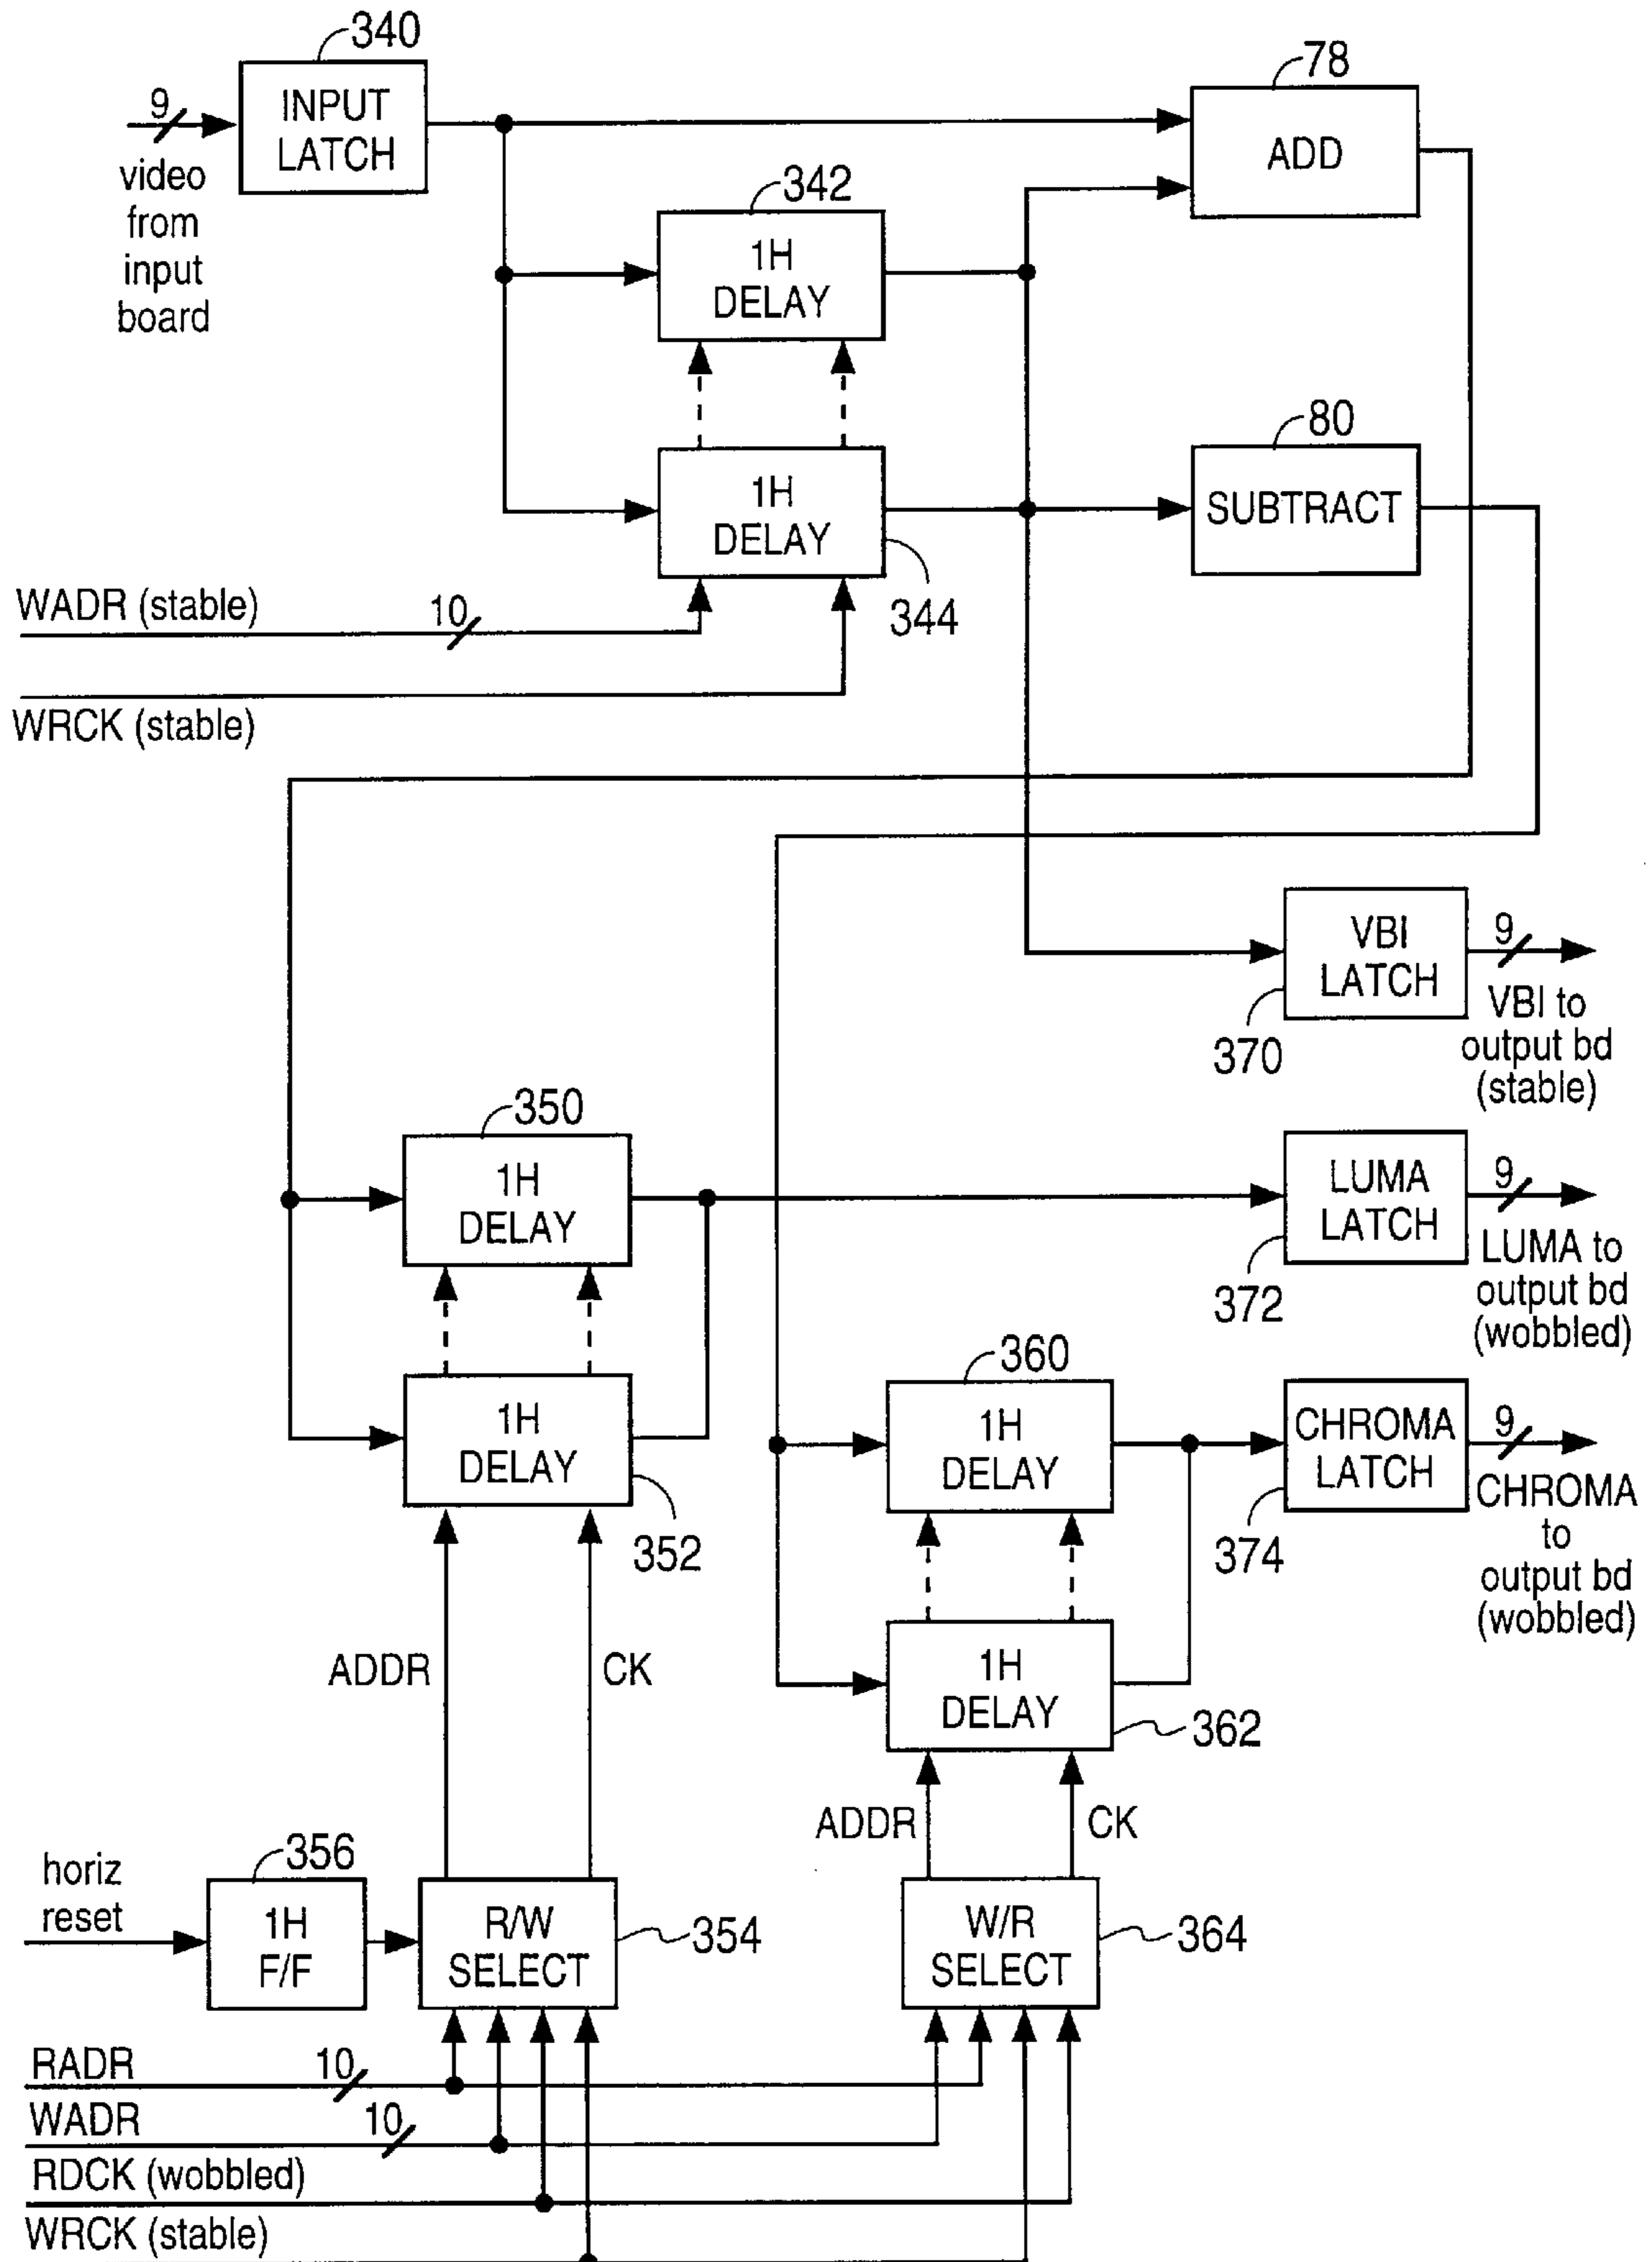 340
INPUT
LATCH
9
video
from
input
board
78
ADD
342
1H
DELAY
80
SUBTRACT
1H
DELAY
344
WADR (stable)
10
WRCK (stable)
VBI
LATCH
9
370
VBI to
output bd
(stable)
350
1H
DELAY
LUMA
LATCH
9
372
LUMA to
output bd
(wobbled)
1H
DELAY
352
360
1H
DELAY
CHROMA
LATCH
9
374
CHROMA
to
output bd
(wobbled)
1H
DELAY
362
ADDR
CK
ADDR
CK
horiz
reset
356
1H
F/F
R/W
SELECT
354
W/R
SELECT
364
RADR
10
WADR
10
RDCK (wobbled)
WRCK (stable)